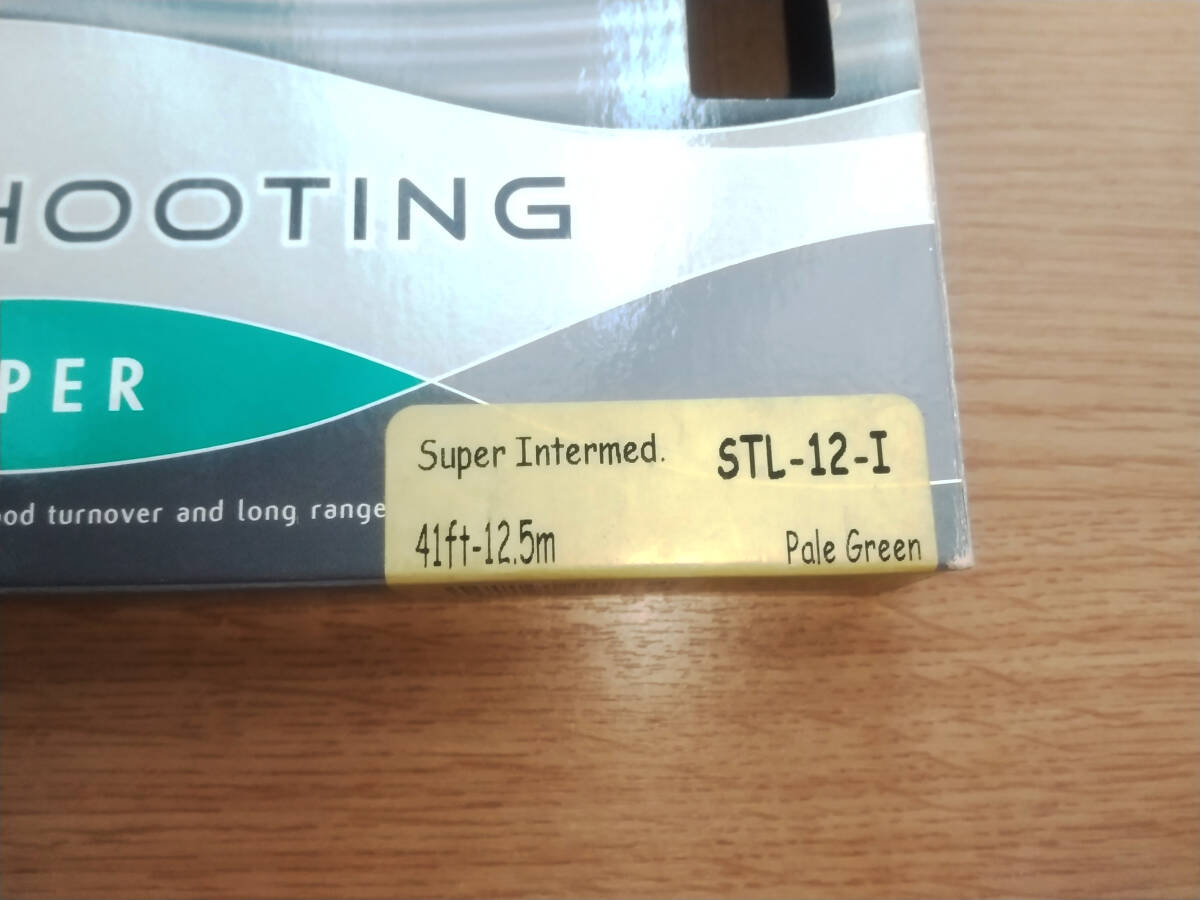 HOOTING
PER
ood turnover and long range
Super Intermed. STL-12-I
41ft-12.5m Pale Green